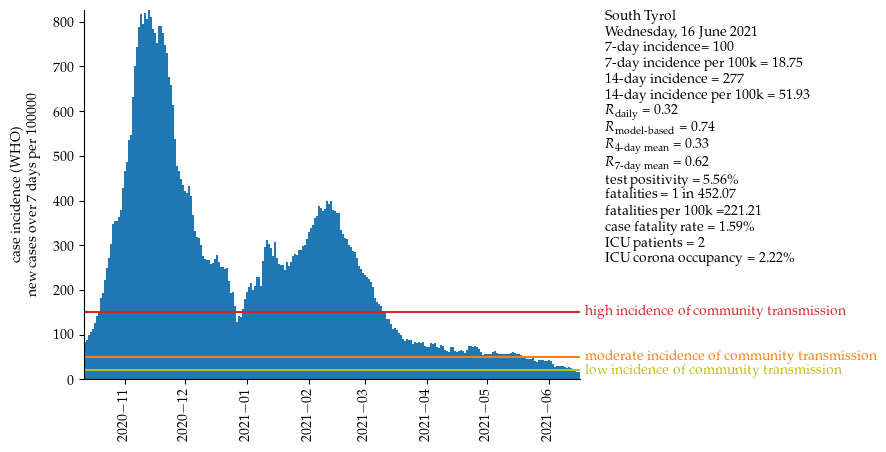 South Tyrol
Wednesday, 16 June 2021
7-day incidence= 100
7-day incidence per 100k = 18.75
14-day incidence = 277
14-day incidence per 100k = 51.93
R_daily = 0.32
R_model-based = 0.74
R_4-day mean = 0.33
R_7-day mean = 0.62
test positivity = 5.56%
fatalities = 1 in 452.07
fatalities per 100k =221.21
case fatality rate = 1.59%
ICU patients = 2
ICU corona occupancy = 2.22%
case incidence (WHO)
new cases over 7 days per 100000
800
700
600
500
400
300
200
100
0
high incidence of community transmission
moderate incidence of community transmission
low incidence of community transmission
2020−11
2020−12
2021−01
2021−02
2021−03
2021−04
2021−05
2021−06